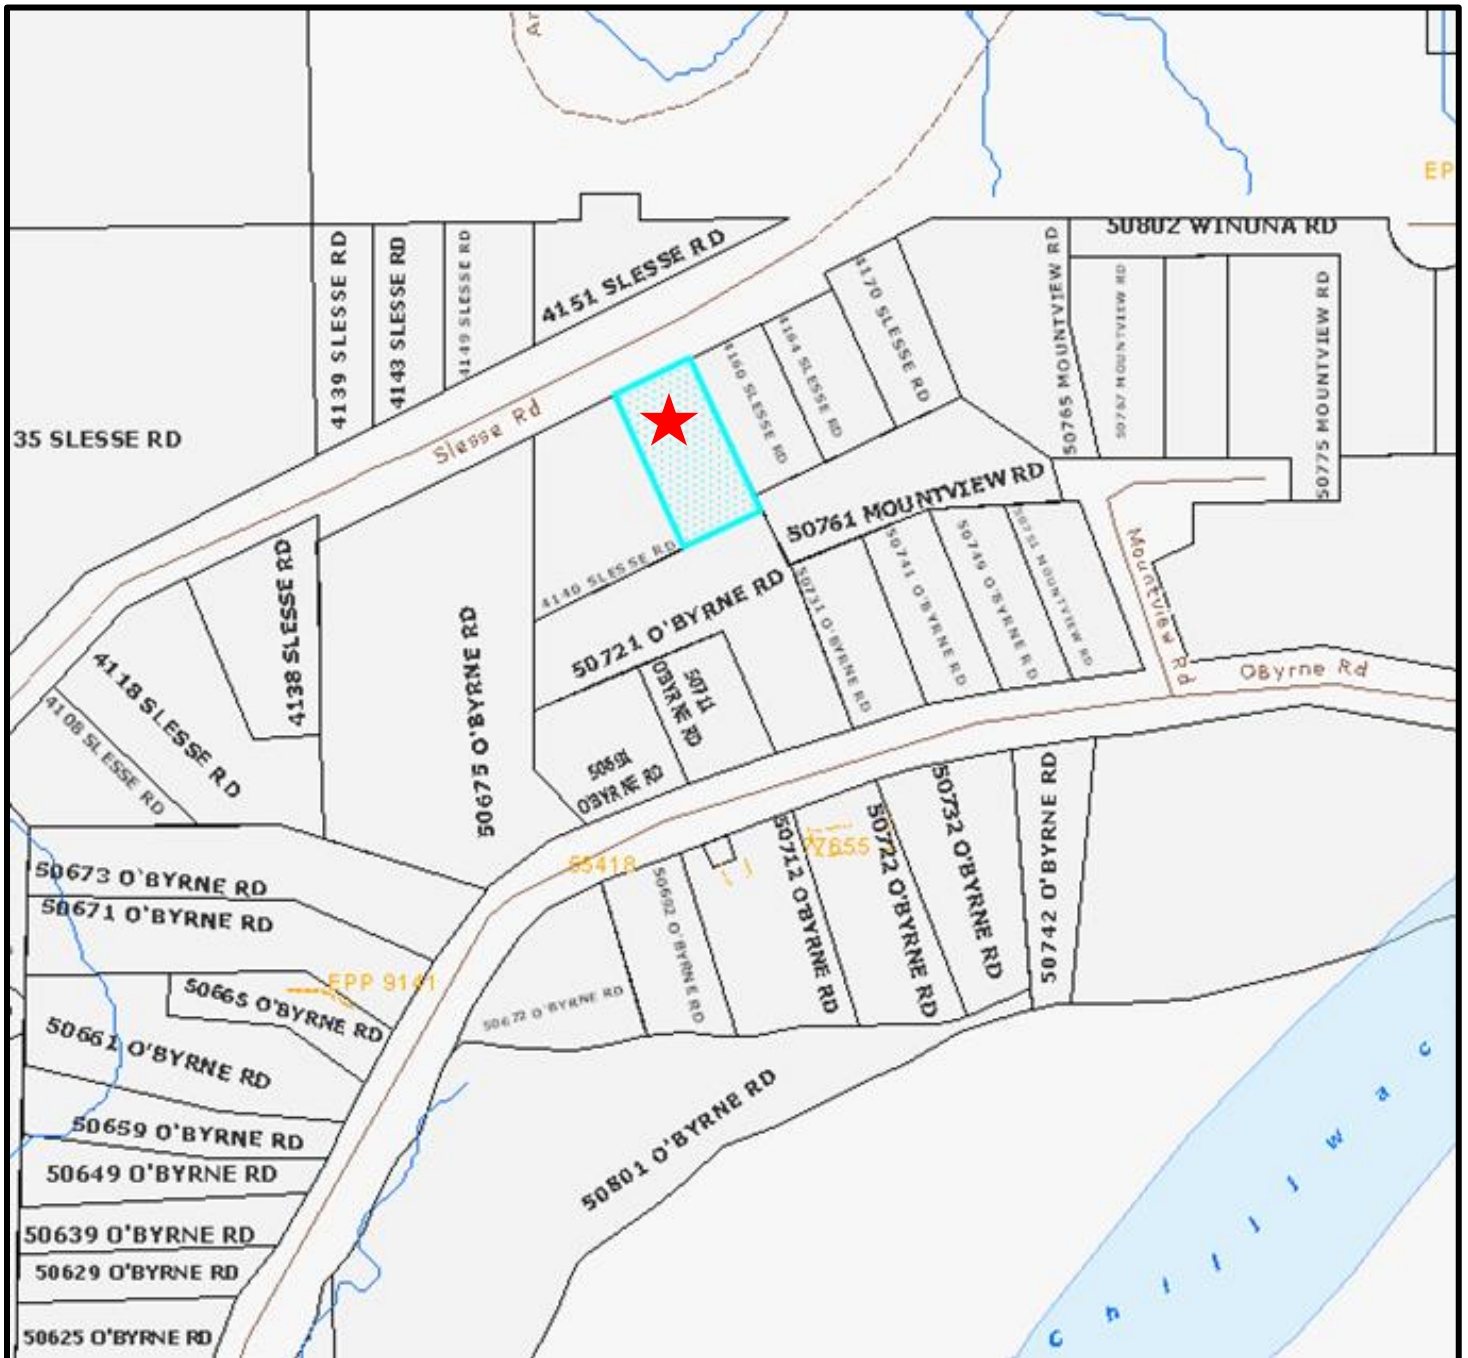 Ar
EP
50802 WINONA RD
4139 SLESSE RD
4143 SLESSE RD
4149 SLESSE RD
4151 SLESSE RD
4170 SLESSE RD
50765 MOUNTVIEW RD
50767 MOUNTVIEW RD
50775 MOUNTVIEW RD
4164 SLESSE RD
4160 SLESSE RD
Slesse Rd
35 SLESSE RD
50761 MOUNTVIEW RD
4140 SLESSE RD
4138 SLESSE RD
50721 O'BYRNE RD
50731 O'BYRNE RD
50741 O'BYRNE RD
50749 O'BYRNE RD
50751 MOUNTVIEW RD
Mountview Rd
OByrne Rd
4118 SLESSE RD
4108 SLESSE RD
50675 O'BYRNE RD
50711
O'BYRNE RD
50691
O'BYRNE RD
50673 O'BYRNE RD
50671 O'BYRNE RD
65418
77655
50712 O'BYRNE RD
50722 O'BYRNE RD
50732 O'BYRNE RD
50742 O'BYRNE RD
50692 O'BYRNE RD
50672 O'BYRNE RD
EPP 9141
50665 O'BYRNE RD
50661 O'BYRNE RD
50659 O'BYRNE RD
50649 O'BYRNE RD
50639 O'BYRNE RD
50629 O'BYRNE RD
50625 O'BYRNE RD
50801 O'BYRNE RD
Chilliwac